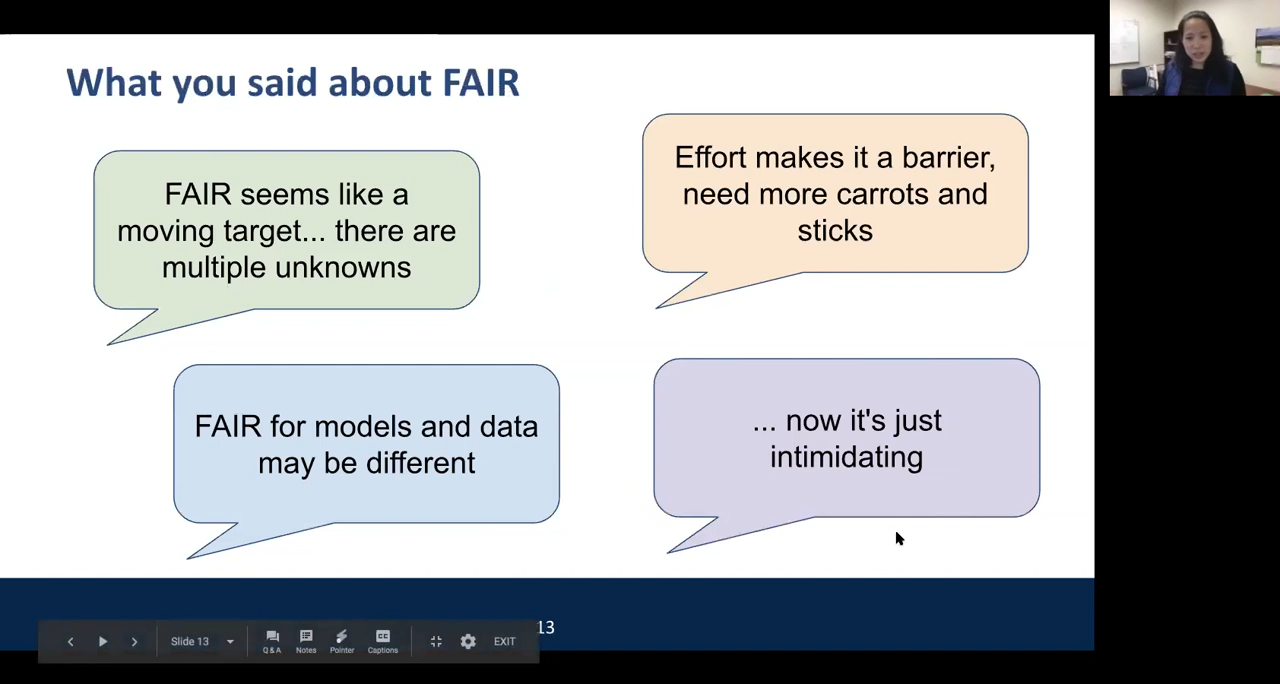 What you said about FAIR
FAIR seems like a
moving target... there are
multiple unknowns
Effort makes it a barrier,
need more carrots and
sticks
FAIR for models and data
may be different
... now it's just
intimidating
13
Slide 13
Q & A
Notes
Pointer
CC
Captions
EXIT